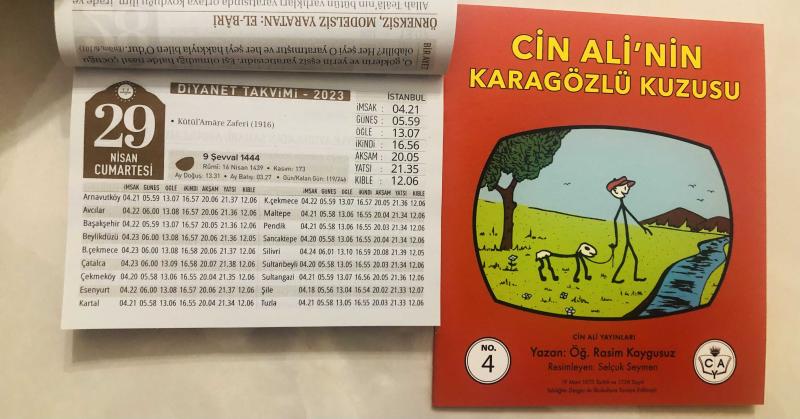 O, göklerin ve yerin eşsiz yaratıcısıdır. Eşi olmadığı halde nasıl çocuğu
olabilir? Her şeyi O yaratmıştır ve her şeyi hakkıyla bilen O'dur.
BİR AYET
ÖRNEKSİZ, MODELSİZ YARATAN: EL-BÂRİ
DİYANET TAKVİMİ - 2023
29
NİSAN
CUMARTESİ
• Kütül'Amâre Zaferi (1916)
9 Şevval 1444
Rûmî: 16 Nisan 1439 • Kasım: 173
Ay Doğuş: 13.31 • Ay Batış: 03.27 • Gün/Kalan Gün: (119/246)
İSTANBUL
İMSAK : 04.21
GÜNEŞ : 05.59
ÖĞLE : 13.07
İKİNDİ : 16.56
AKŞAM : 20.05
YATSI : 21.35
KIBLE : 12.06
İMSAK GÜNEŞ ÖĞLE İKİNDİ AKŞAM YATSI KIBLE
Arnavutköy 04.21 05.59 13.07 16.57 20.06 21.37 12.06
Avcılar 04.22 06.00 13.08 16.57 20.06 21.36 12.06
Başakşehir 04.22 05.59 13.07 16.57 20.06 21.36 12.06
Beylikdüzü 04.23 06.00 13.08 16.57 20.06 21.36 12.06
B.çekmece 04.23 06.00 13.08 16.58 20.06 21.37 12.06
Çatalca 04.23 06.00 13.09 16.58 20.07 21.38 12.06
Çekmeköy 04.20 05.58 13.06 16.56 20.04 21.35 12.06
Esenyurt 04.22 06.00 13.08 16.57 20.06 21.36 12.06
Kartal 04.21 05.58 13.06 16.55 20.04 21.34 12.06
İMSAK GÜNEŞ ÖĞLE İKİNDİ AKŞAM YATSI KIBLE
K.çekmece 04.22 05.59 13.07 16.57 20.05 21.36 12.06
Maltepe 04.21 05.58 13.06 16.55 20.04 21.34 12.06
Pendik 04.21 05.58 13.06 16.55 20.03 21.34 12.06
Sancaktepe 04.20 05.58 13.06 16.55 20.04 21.34 12.06
Silivri 04.24 06.01 13.10 16.59 20.08 21.39 12.05
Sultanbeyli 04.20 05.58 13.06 16.55 20.03 21.34 12.06
Sultangazi 04.21 05.59 13.07 16.56 20.05 21.36 12.06
Şile 04.18 05.56 13.04 16.54 20.02 21.33 12.07
Tuzla 04.21 05.58 13.05 16.55 20.03 21.33 12.06
CİN ALİ'NİN
KARAGÖZLÜ KUZUSU
CİN ALİ YAYINLARI
NO.
4
Yazan: Öğ. Rasim Kaygusuz
Resimleyen: Selçuk Seymen
C A
Y